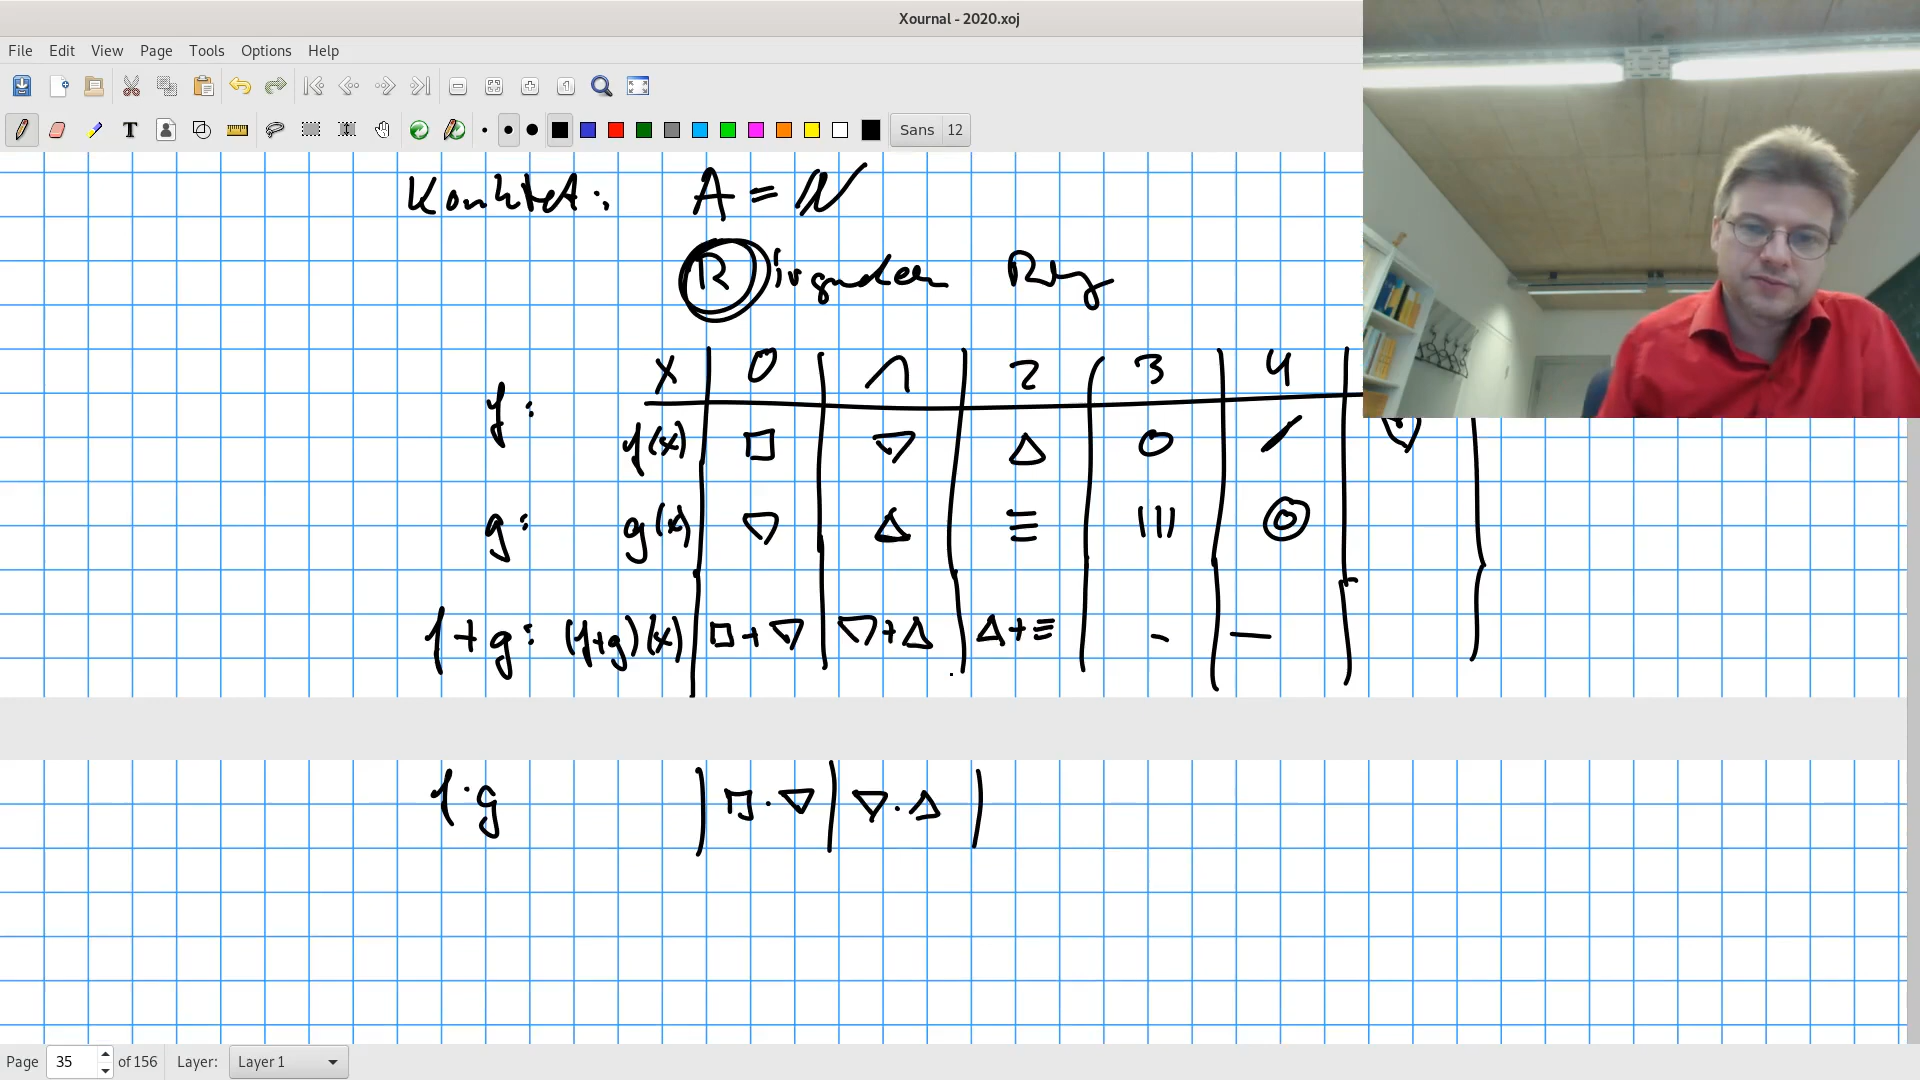 Xournal - 2020.xoj
File Edit View Page Tools Options Help
T Sans 12
Konkret: A = ℕ
R irgendein Ring
x 0 1 2 3 4
f: f(x) □ ▽ △ ○ /
g: g(x) ▽ △ ≡ ||| ◎
f+g: (f+g)(x) □+▽ ▽+△ △+≡ - —
f·g □·▽ ▽·△
Page 35 of 156 Layer: Layer 1